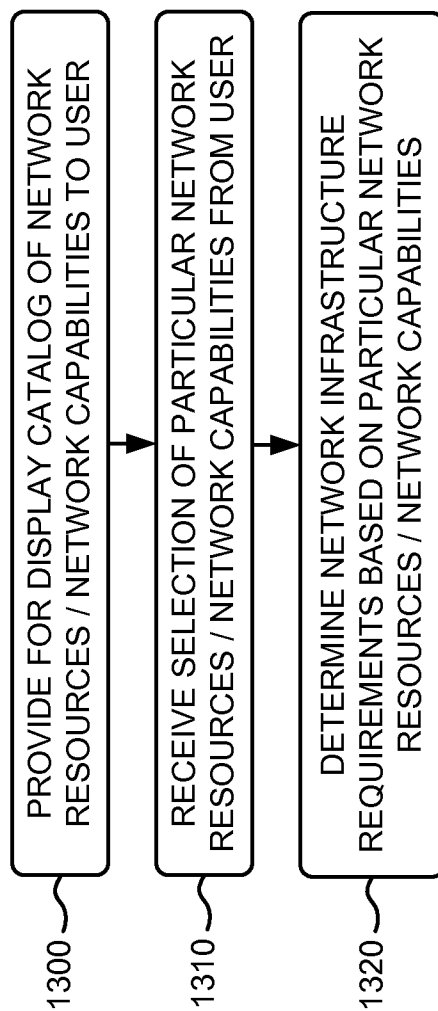 1300
PROVIDE FOR DISPLAY CATALOG OF NETWORK
RESOURCES / NETWORK CAPABILITIES TO USER
1310
RECEIVE SELECTION OF PARTICULAR NETWORK
RESOURCES / NETWORK CAPABILITIES FROM USER
1320
DETERMINE NETWORK INFRASTRUCTURE
REQUIREMENTS BASED ON PARTICULAR NETWORK
RESOURCES / NETWORK CAPABILITIES